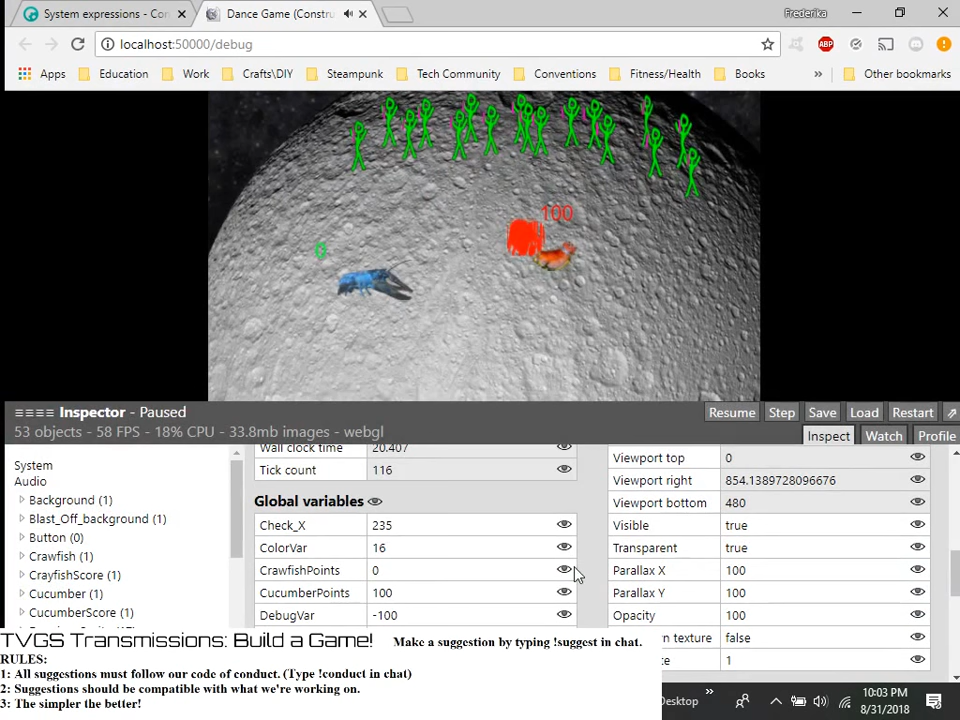 System expressions - Con
Dance Game (Constru
Frederika
localhost:50000/debug
ABP
Apps
Education
Work
Crafts\DIY
Steampunk
Tech Community
Conventions
Fitness/Health
Books
»
Other bookmarks
100
0
Inspector - Paused
Resume
Step
Save
Load
Restart
53 objects - 58 FPS - 18% CPU - 33.8mb images - webgl
Inspect
Watch
Profile
System
Audio
Background (1)
Blast_Off_background (1)
Button (0)
Crawfish (1)
CrayfishScore (1)
Cucumber (1)
CucumberScore (1)
Wall clock time 20.407
Tick count 116
Global variables
Check_X 235
ColorVar 16
CrawfishPoints 0
CucumberPoints 100
DebugVar -100
Viewport top 0
Viewport right 854.1389728096676
Viewport bottom 480
Visible true
Transparent true
Parallax X 100
Parallax Y 100
Opacity 100
texture false
1
TVGS Transmissions: Build a Game! Make a suggestion by typing !suggest in chat.
RULES:
1: All suggestions must follow our code of conduct. (Type !conduct in chat)
2: Suggestions should be compatible with what we're working on.
3: The simpler the better!
Desktop
»
10:03 PM
8/31/2018